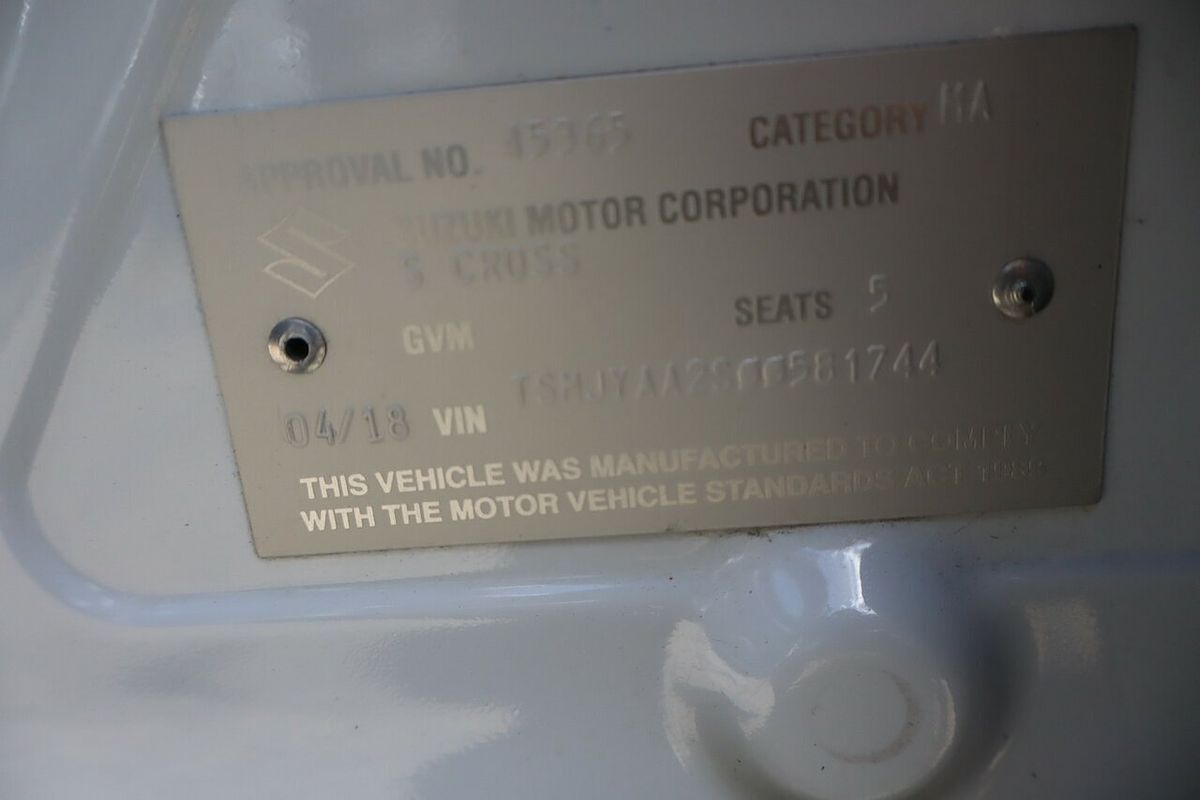 APPROVAL NO. 45365 CATEGORY MA
SUZUKI MOTOR CORPORATION
S CROSS
GVM SEATS 5
04/18 VIN TSMJYAA2S00581744
THIS VEHICLE WAS MANUFACTURED TO COMPLY
WITH THE MOTOR VEHICLE STANDARDS ACT 1989